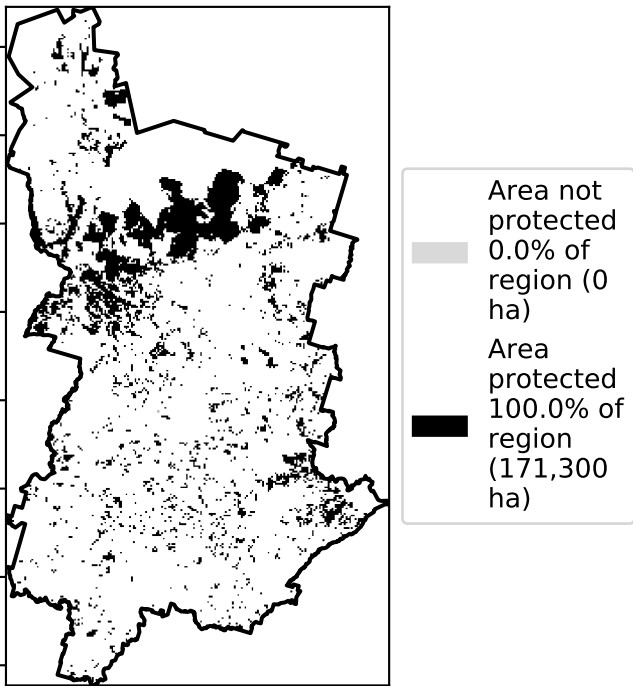 Area not
protected
0.0% of
region (0
ha)
Area
protected
100.0% of
region
(171,300
ha)